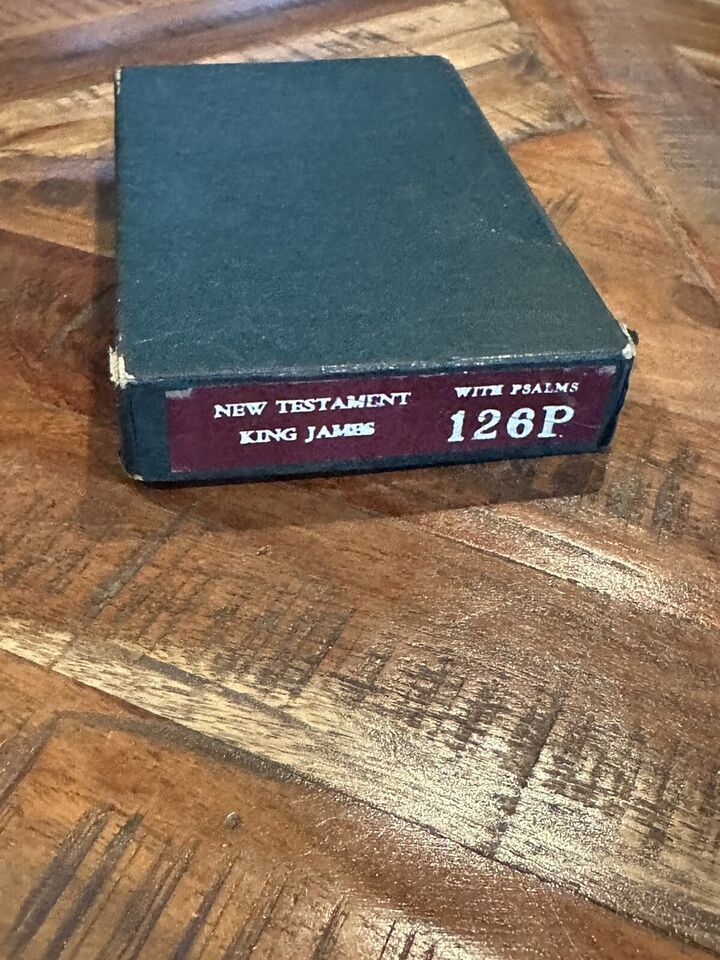 NEW TESTAMENT
KING JAMES
WITH PSALMS
126P